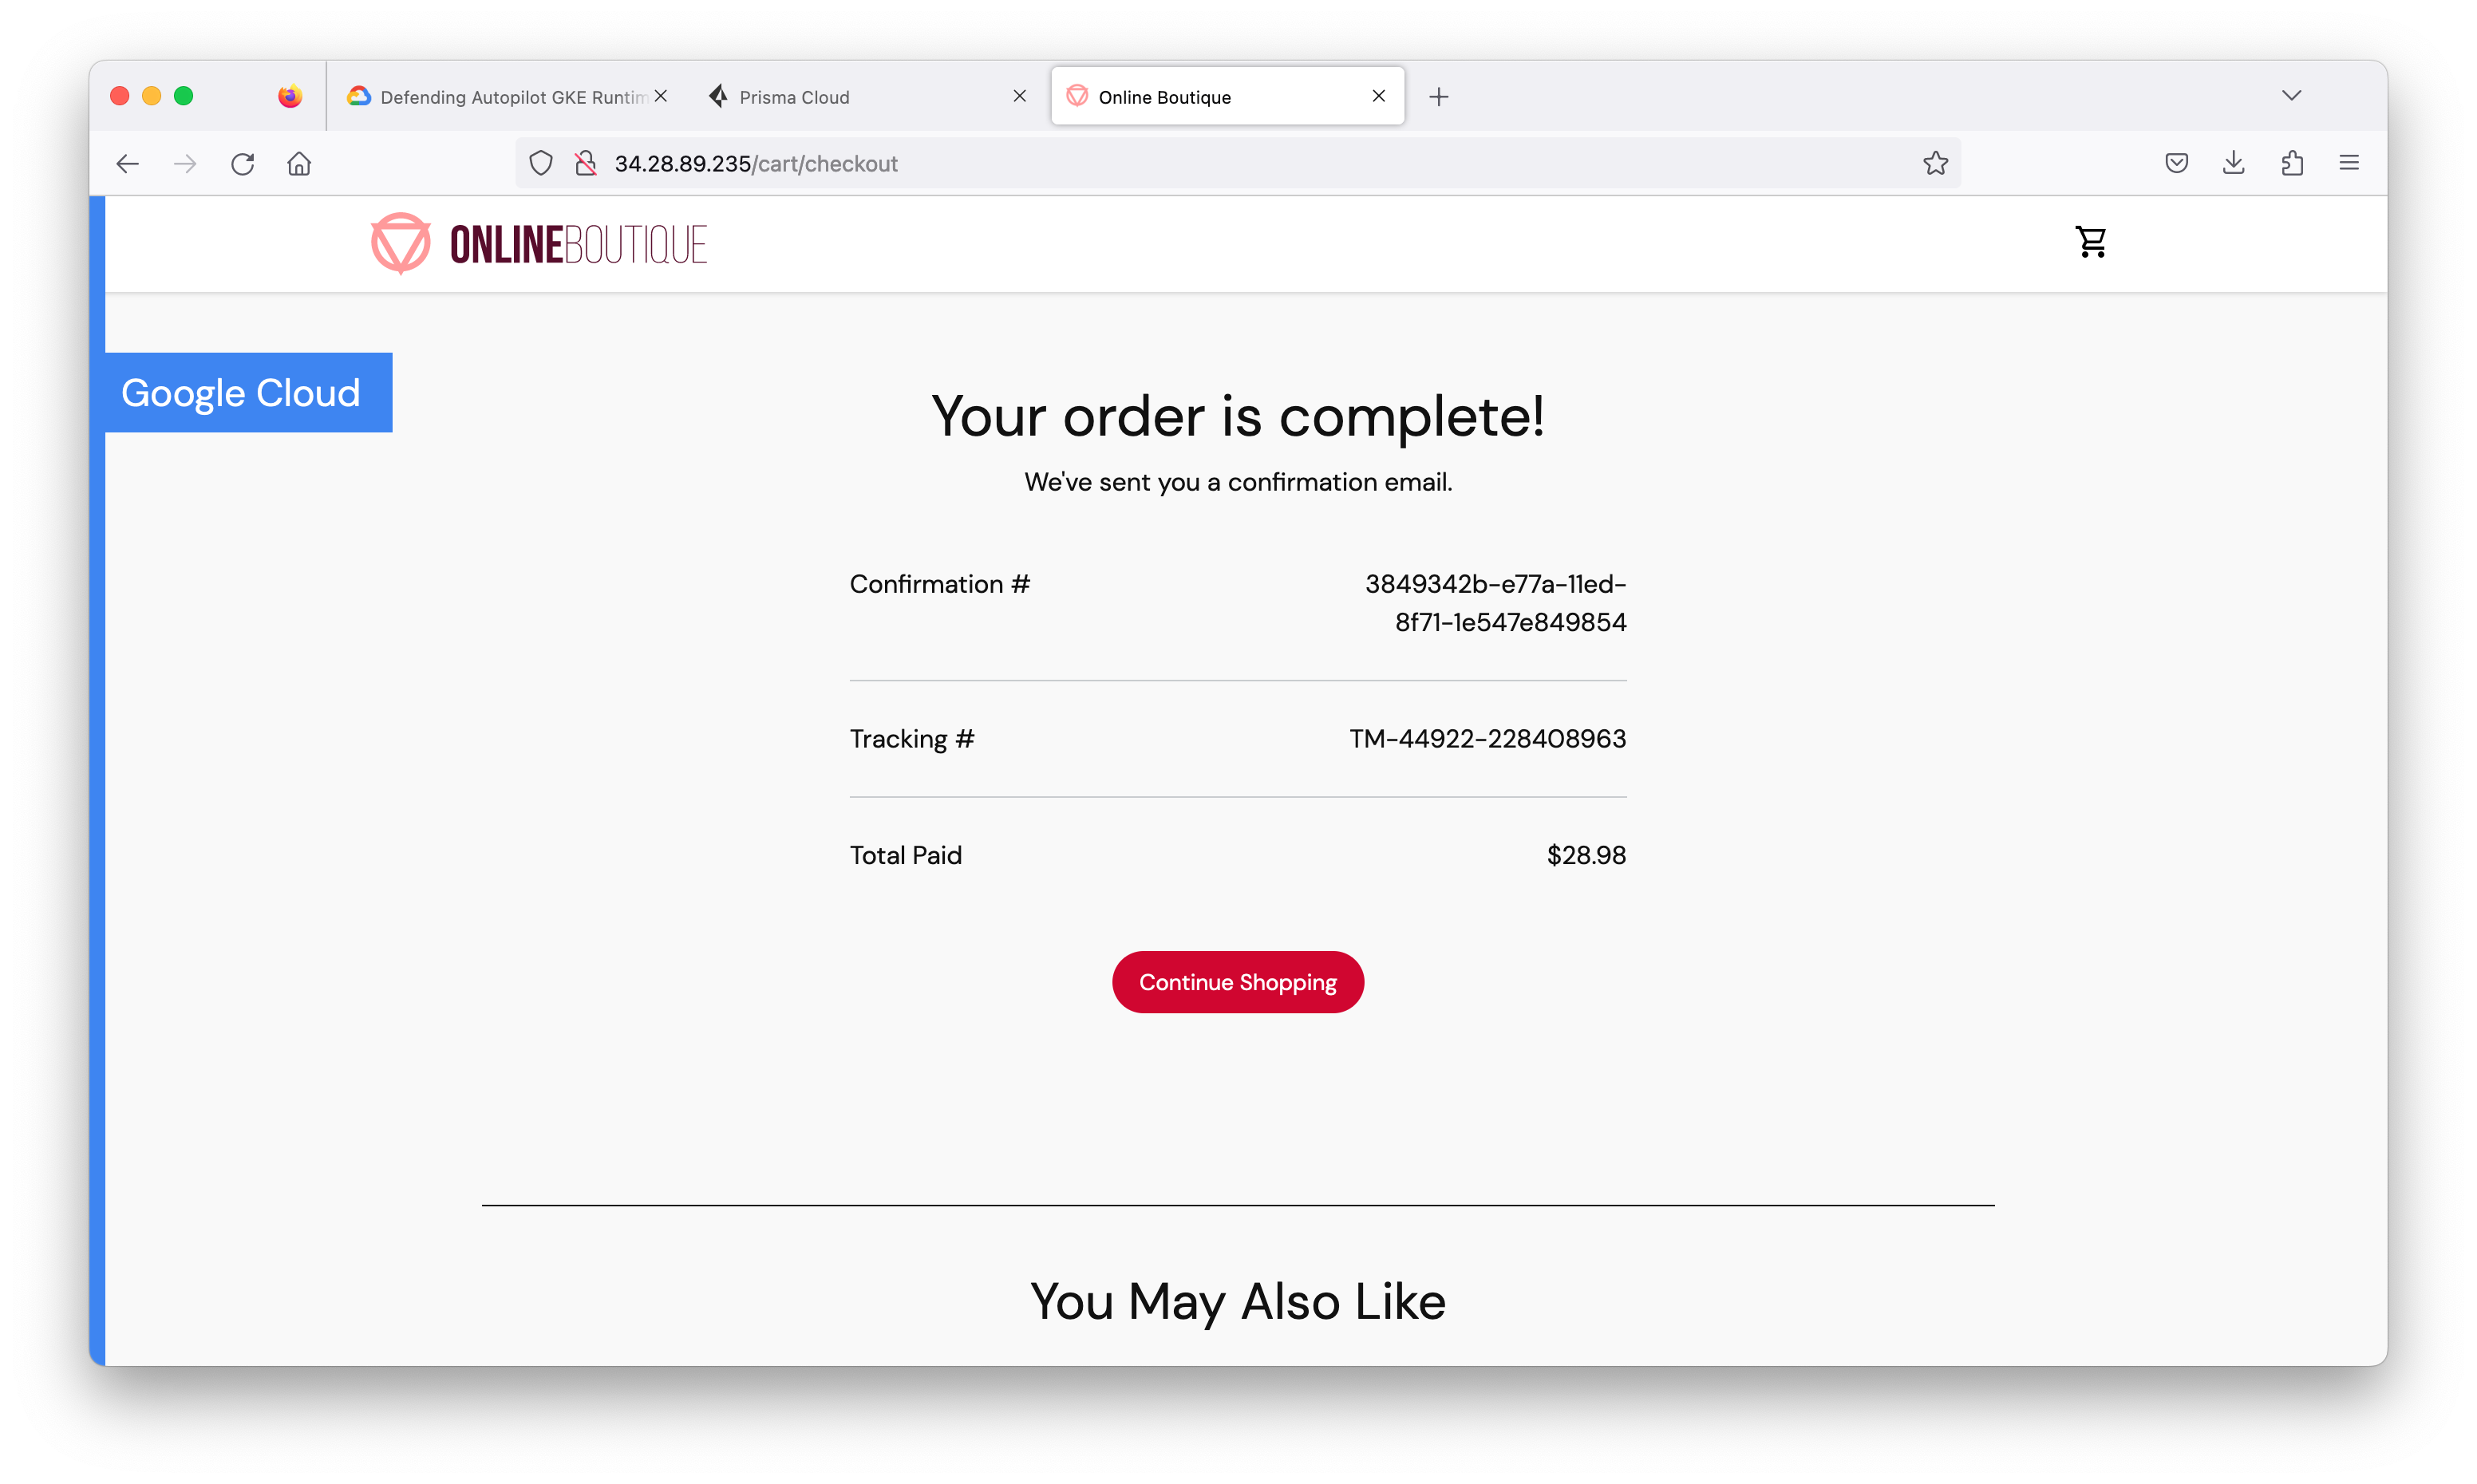 Defending Autopilot GKE Runtim
Prisma Cloud
Online Boutique
34.28.89.235/cart/checkout
ONLINEBOUTIQUE
Google Cloud
Your order is complete!
We've sent you a confirmation email.
Confirmation # 3849342b-e77a-11ed-
8f71-1e547e849854
Tracking # TM-44922-228408963
Total Paid $28.98
Continue Shopping
You May Also Like